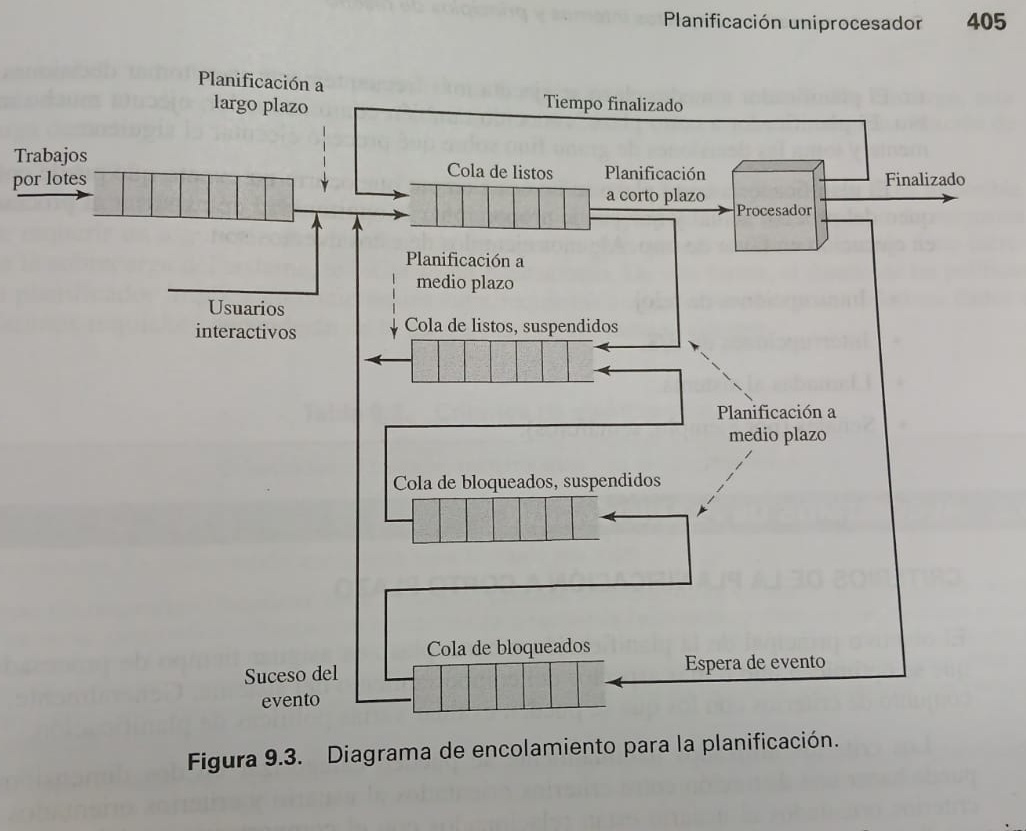 Planificación uniprocesador 405
Planificación a
largo plazo
Tiempo finalizado
Trabajos
por lotes
Cola de listos
Planificación
a corto plazo
Procesador
Finalizado
Planificación a
medio plazo
Usuarios
interactivos
Cola de listos, suspendidos
Planificación a
medio plazo
Cola de bloqueados, suspendidos
Cola de bloqueados
Espera de evento
Suceso del
evento
Figura 9.3. Diagrama de encolamiento para la planificación.